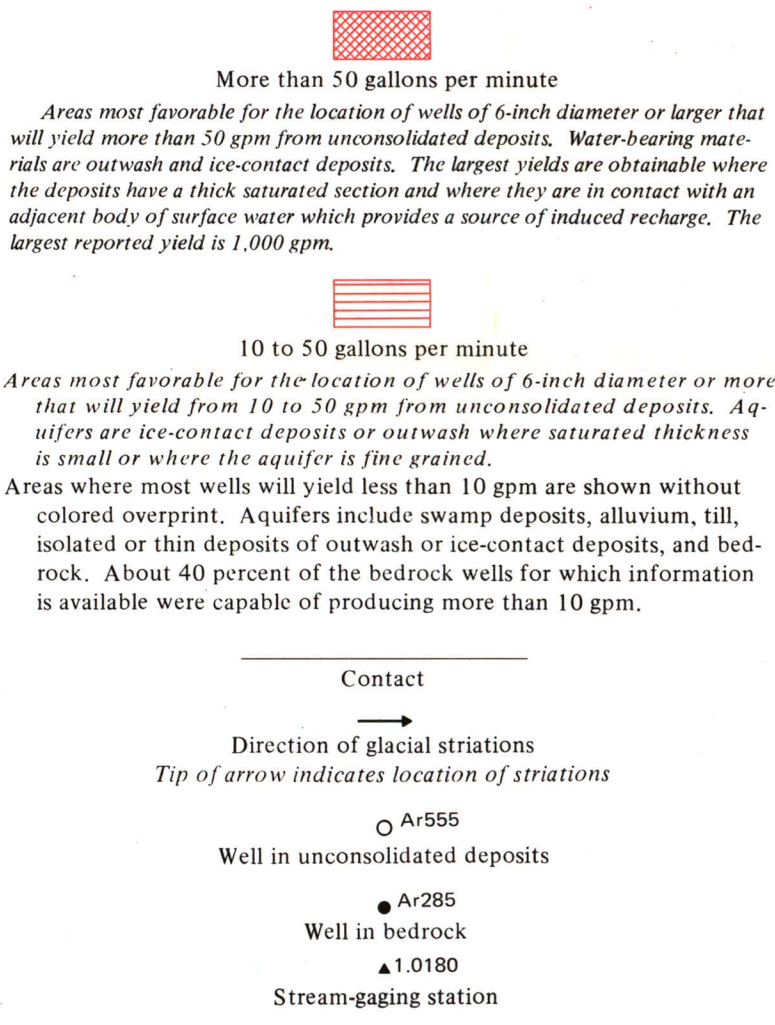 More than 50 gallons per minute
Areas most favorable for the location of wells of 6-inch diameter or larger that
will yield more than 50 gpm from unconsolidated deposits. Water-bearing mate-
rials are outwash and ice-contact deposits. The largest yields are obtainable where
the deposits have a thick saturated section and where they are in contact with an
adjacent body of surface water which provides a source of induced recharge. The
largest reported yield is 1,000 gpm.
10 to 50 gallons per minute
Areas most favorable for the location of wells of 6-inch diameter or more
that will yield from 10 to 50 gpm from unconsolidated deposits. Aq-
uifers are ice-contact deposits or outwash where saturated thickness
is small or where the aquifer is fine grained.
Areas where most wells will yield less than 10 gpm are shown without
colored overprint. Aquifers include swamp deposits, alluvium, till,
isolated or thin deposits of outwash or ice-contact deposits, and bed-
rock. About 40 percent of the bedrock wells for which information
is available were capable of producing more than 10 gpm.
Contact
Direction of glacial striations
Tip of arrow indicates location of striations
Ar555
Well in unconsolidated deposits
Ar285
Well in bedrock
1.0180
Stream-gaging station